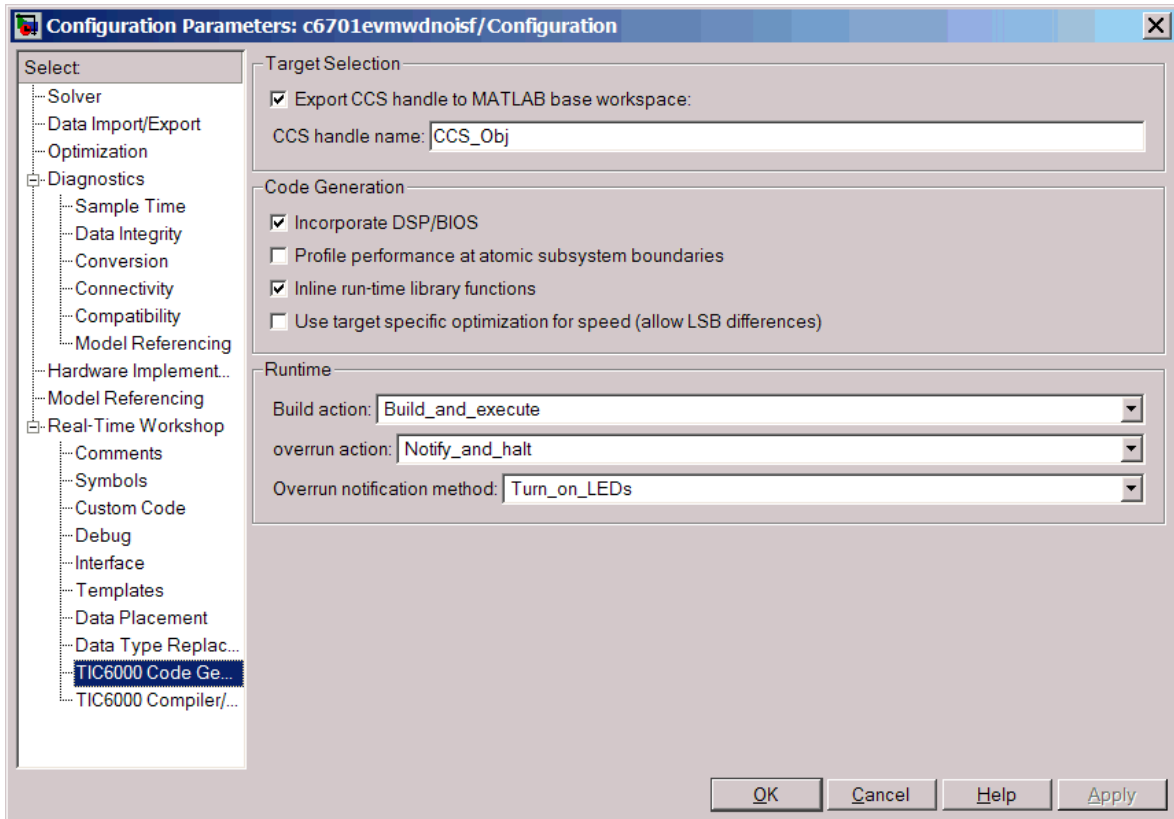 Configuration Parameters: c6701evmwdnoisf/Configuration
Select:
Solver
Data Import/Export
Optimization
Diagnostics
Sample Time
Data Integrity
Conversion
Connectivity
Compatibility
Model Referencing
Hardware Implement...
Model Referencing
Real-Time Workshop
Comments
Symbols
Custom Code
Debug
Interface
Templates
Data Placement
Data Type Replac...
TIC6000 Code Ge...
TIC6000 Compiler/...
Target Selection
Export CCS handle to MATLAB base workspace:
CCS handle name: CCS_Obj
Code Generation
Incorporate DSP/BIOS
Profile performance at atomic subsystem boundaries
Inline run-time library functions
Use target specific optimization for speed (allow LSB differences)
Runtime
Build action: Build_and_execute
overrun action: Notify_and_halt
Overrun notification method: Turn_on_LEDs
OK Cancel Help Apply